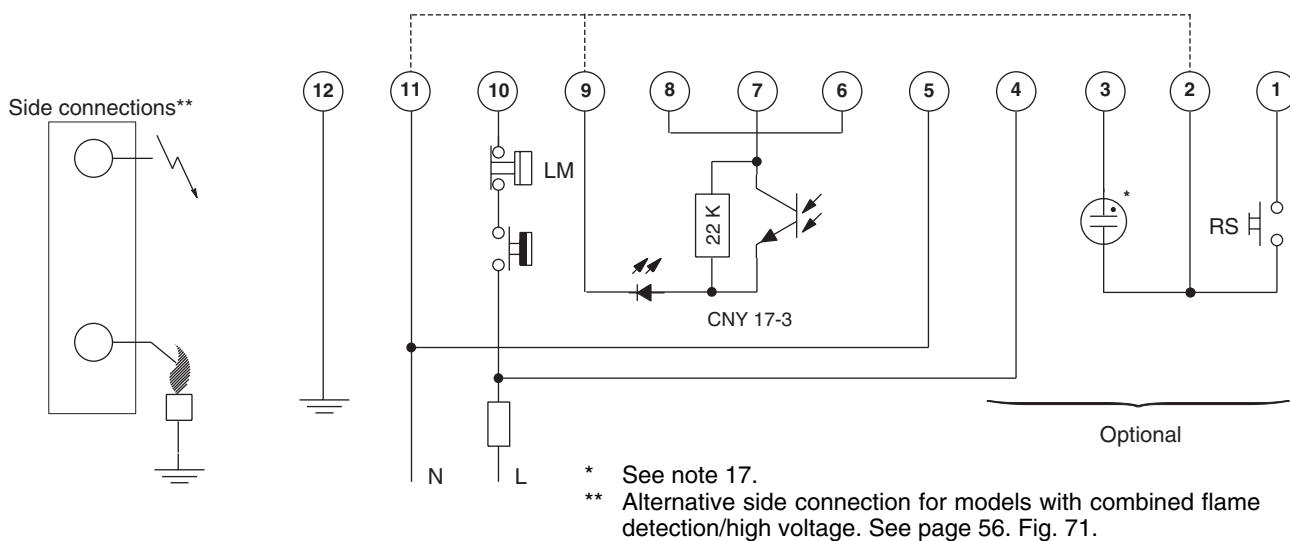 12 11 10 9 8 7 6 5 4 3 2 1
Side connections**
LM
*
22 K
RS
CNY 17-3
Optional
N L
* See note 17.
** Alternative side connection for models with combined flame
detection/high voltage. See page 56. Fig. 71.